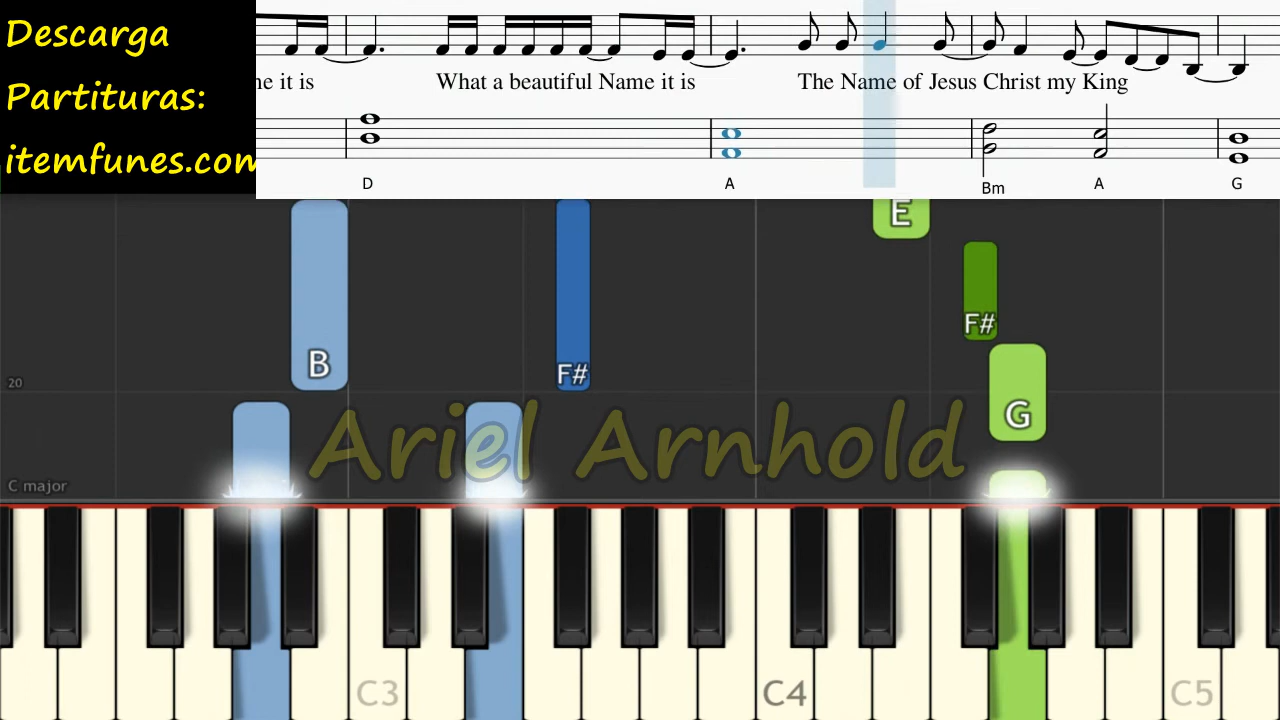 Descarga
Partituras:
itemfunes.com
ne it is What a beautiful Name it is The Name of Jesus Christ my King
D A Bm A G
E
F#
B F# G
20
Ariel Arnhold
C major
C3 C4 C5